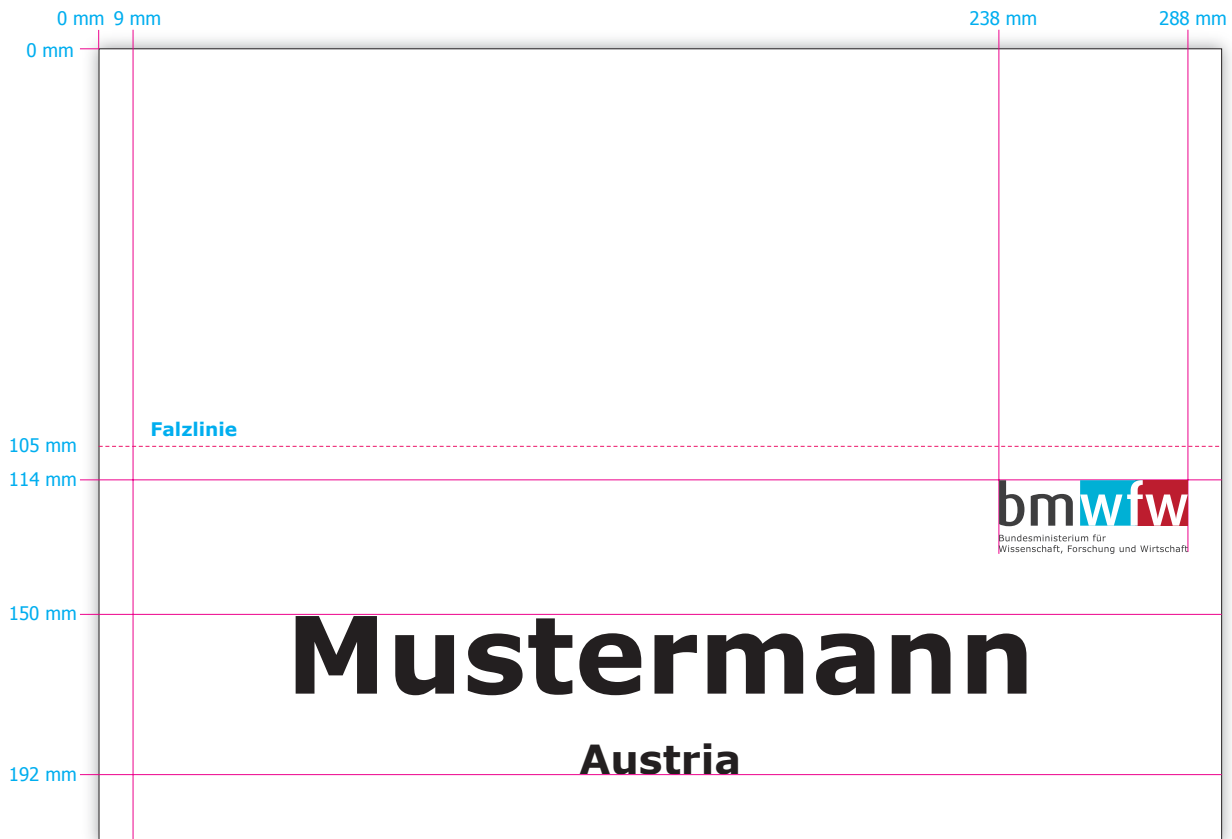 0 mm 9 mm 238 mm 288 mm
0 mm
Falzlinie
105 mm
114 mm
bmwfw
Bundesministerium für
Wissenschaft, Forschung und Wirtschaft
150 mm
Mustermann
Austria
192 mm